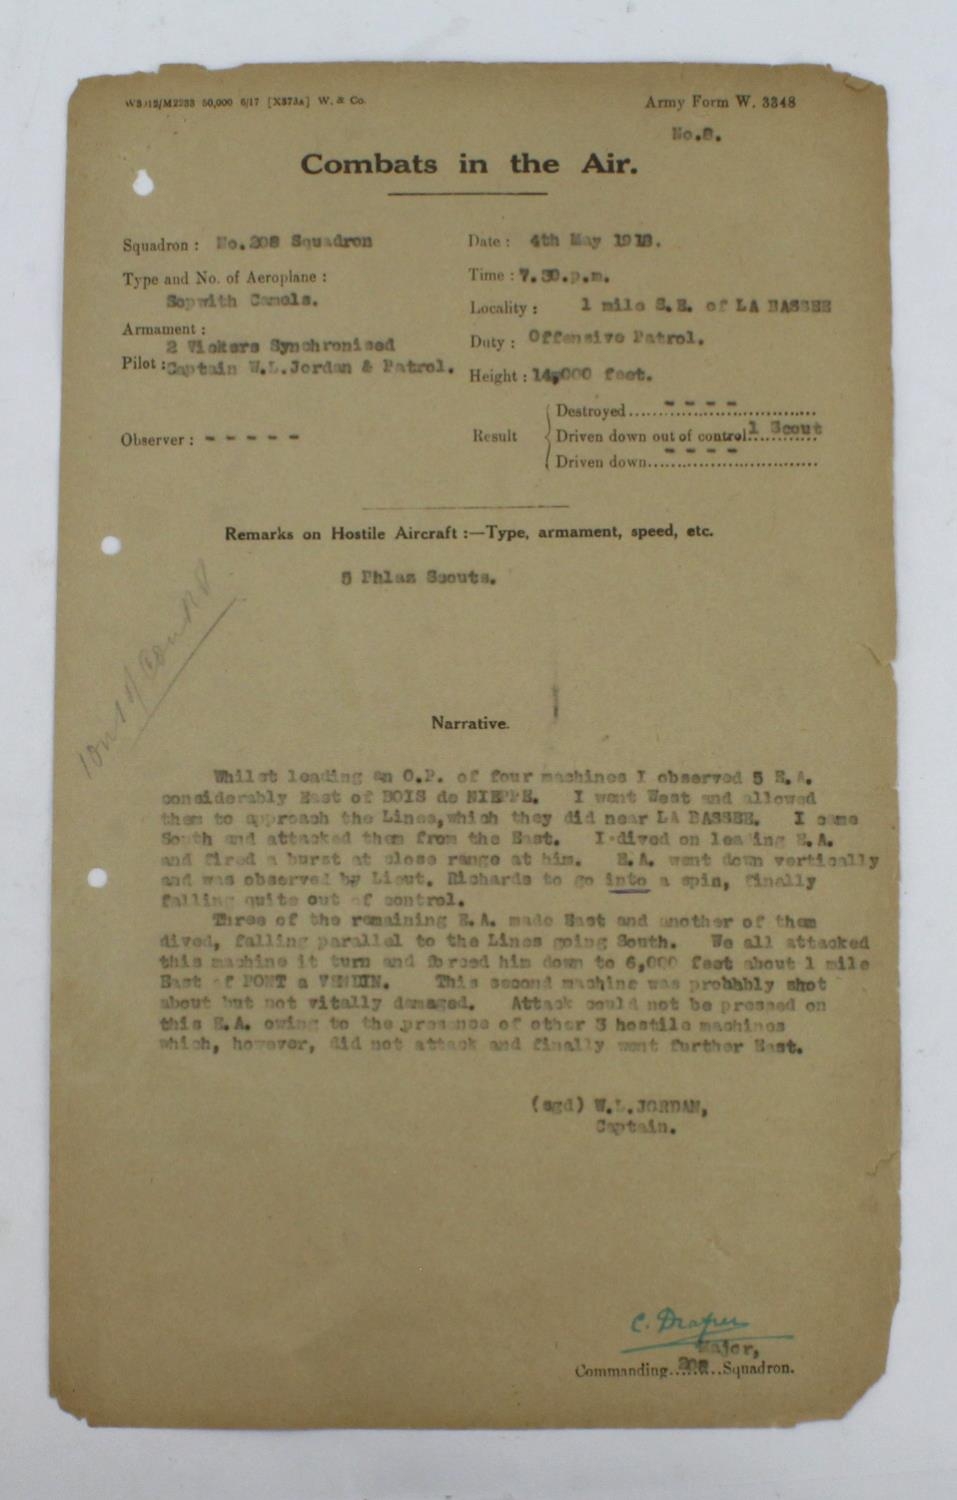 50,000 6/17 [X373A] W. & Co.
Army Form W. 3348
No.8.
Combats in the Air.
Squadron : No.208 Squadron
Date : 4th May 1918.
Type and No. of Aeroplane :
Time : 7.30.p.m.
Sopwith Camels.
Locality : 1 mile S.E. of LA BASSEE
Armament :
2 Vickers Synchronised
Duty : Offensive Patrol.
Pilot : Captain W.L.Jordan & Patrol.
Height : 14,000 feet.
Destroyed - - - -
Observer : - - - - -
Result
Driven down out of control 1 Scout
Driven down - - - -
Remarks on Hostile Aircraft :—Type, armament, speed, etc.
5 Phlaz Scouts.
Narrative.
Whilst leading an O.P. of four machines I observed 5 E.A.
considerably East of BOIS de NIEPPE. I went West and allowed
them to approach the Lines,which they did near LA BASSEE. I came
South and attacked them from the East. I dived on leading E.A.
and fired a burst at close range at him. E.A. went down vertically
and was observed by Lieut. Richards to go into a spin, finally
falling quite out of control.
Three of the remaining E.A. made East and another of them
dived, falling parallel to the Lines going South. We all attacked
this machine it turn and forced him down to 6,000 feet about 1 mile
East of PONT a VENDIN. This second machine was probhbly shot
about but not vitally damaged. Attack could not be pressed on
this E.A. owing to the presence of other 3 hostile machines
which, however, did not attack and finally went further East.
(sgd) W.L.JORDAN,
Captain.
C. Draper
Major,
Commanding 208 Squadron.